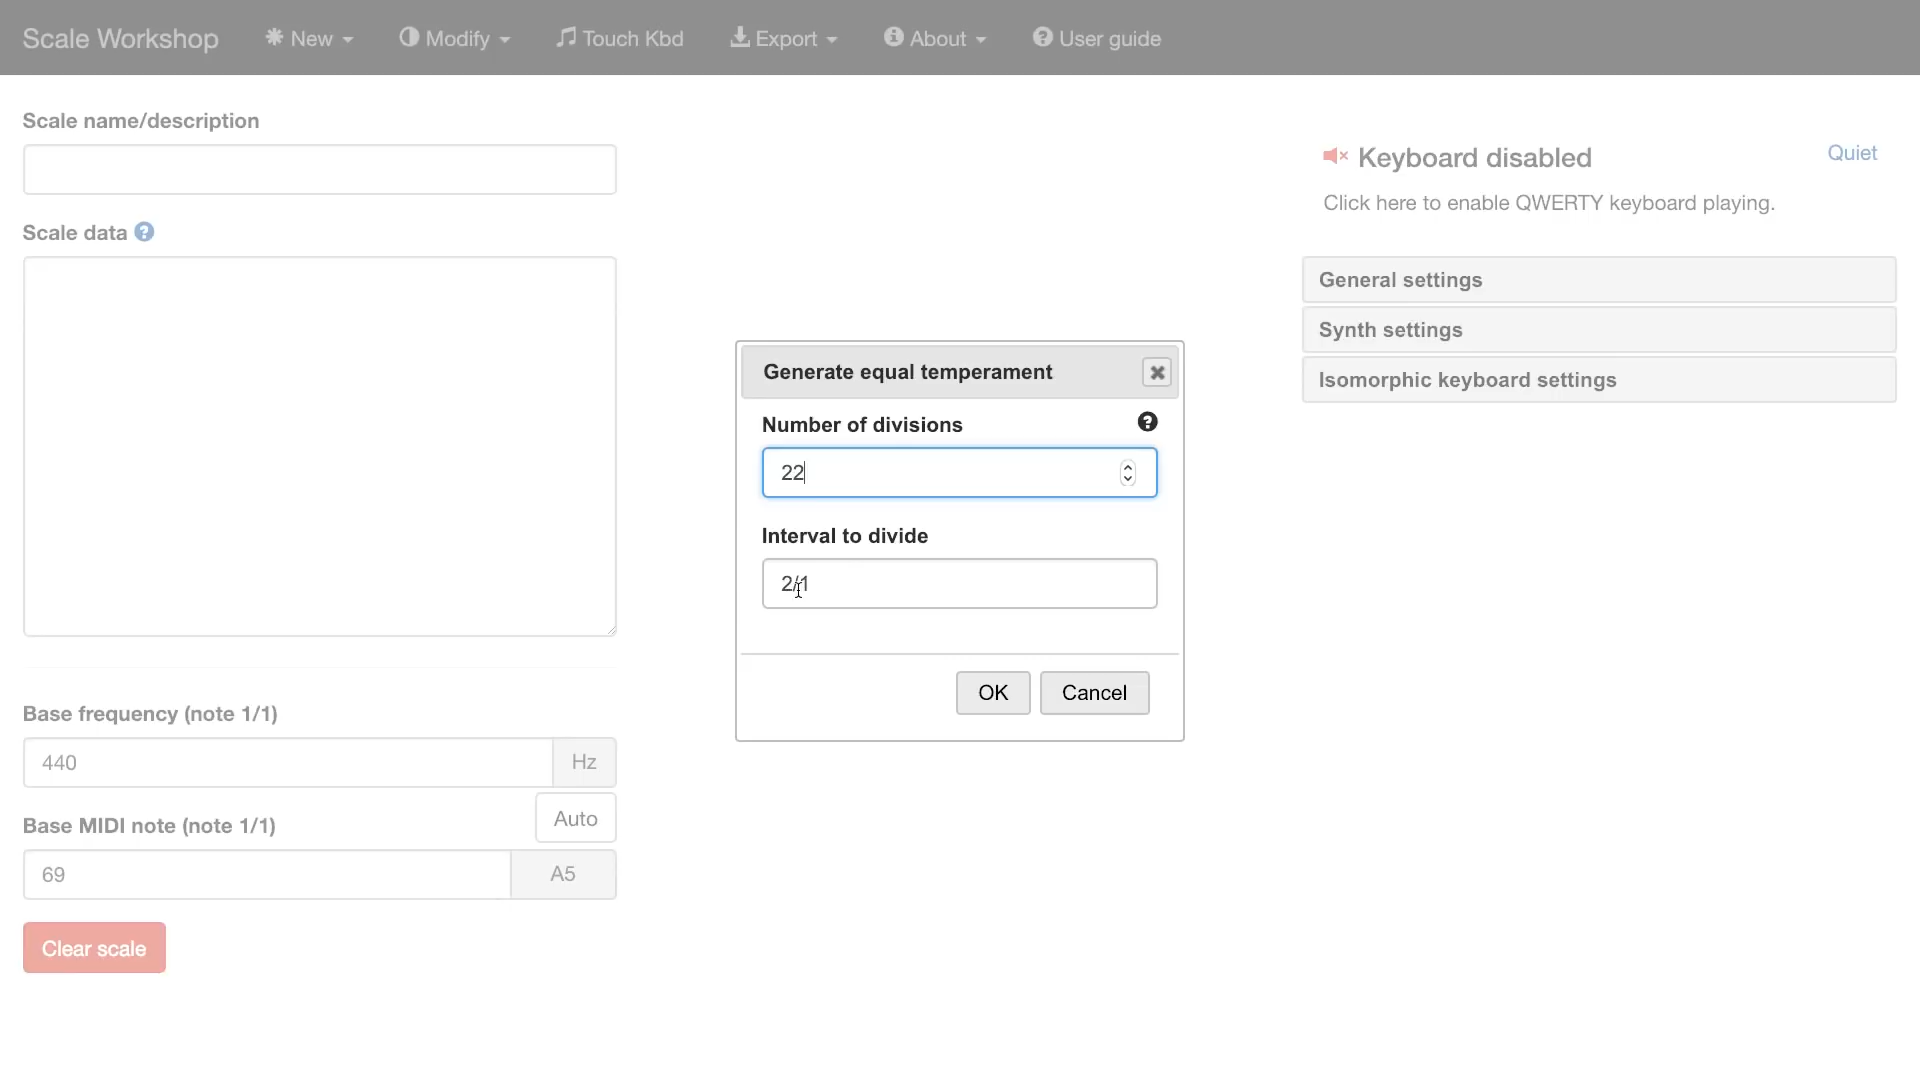 Scale Workshop New Modify Touch Kbd Export About User guide
Scale name/description
Keyboard disabled Quiet
Click here to enable QWERTY keyboard playing.
Scale data
General settings
Synth settings
Isomorphic keyboard settings
Generate equal temperament
Number of divisions
22
Interval to divide
2/1
OK Cancel
Base frequency (note 1/1)
440 Hz
Auto
Base MIDI note (note 1/1)
69 A5
Clear scale